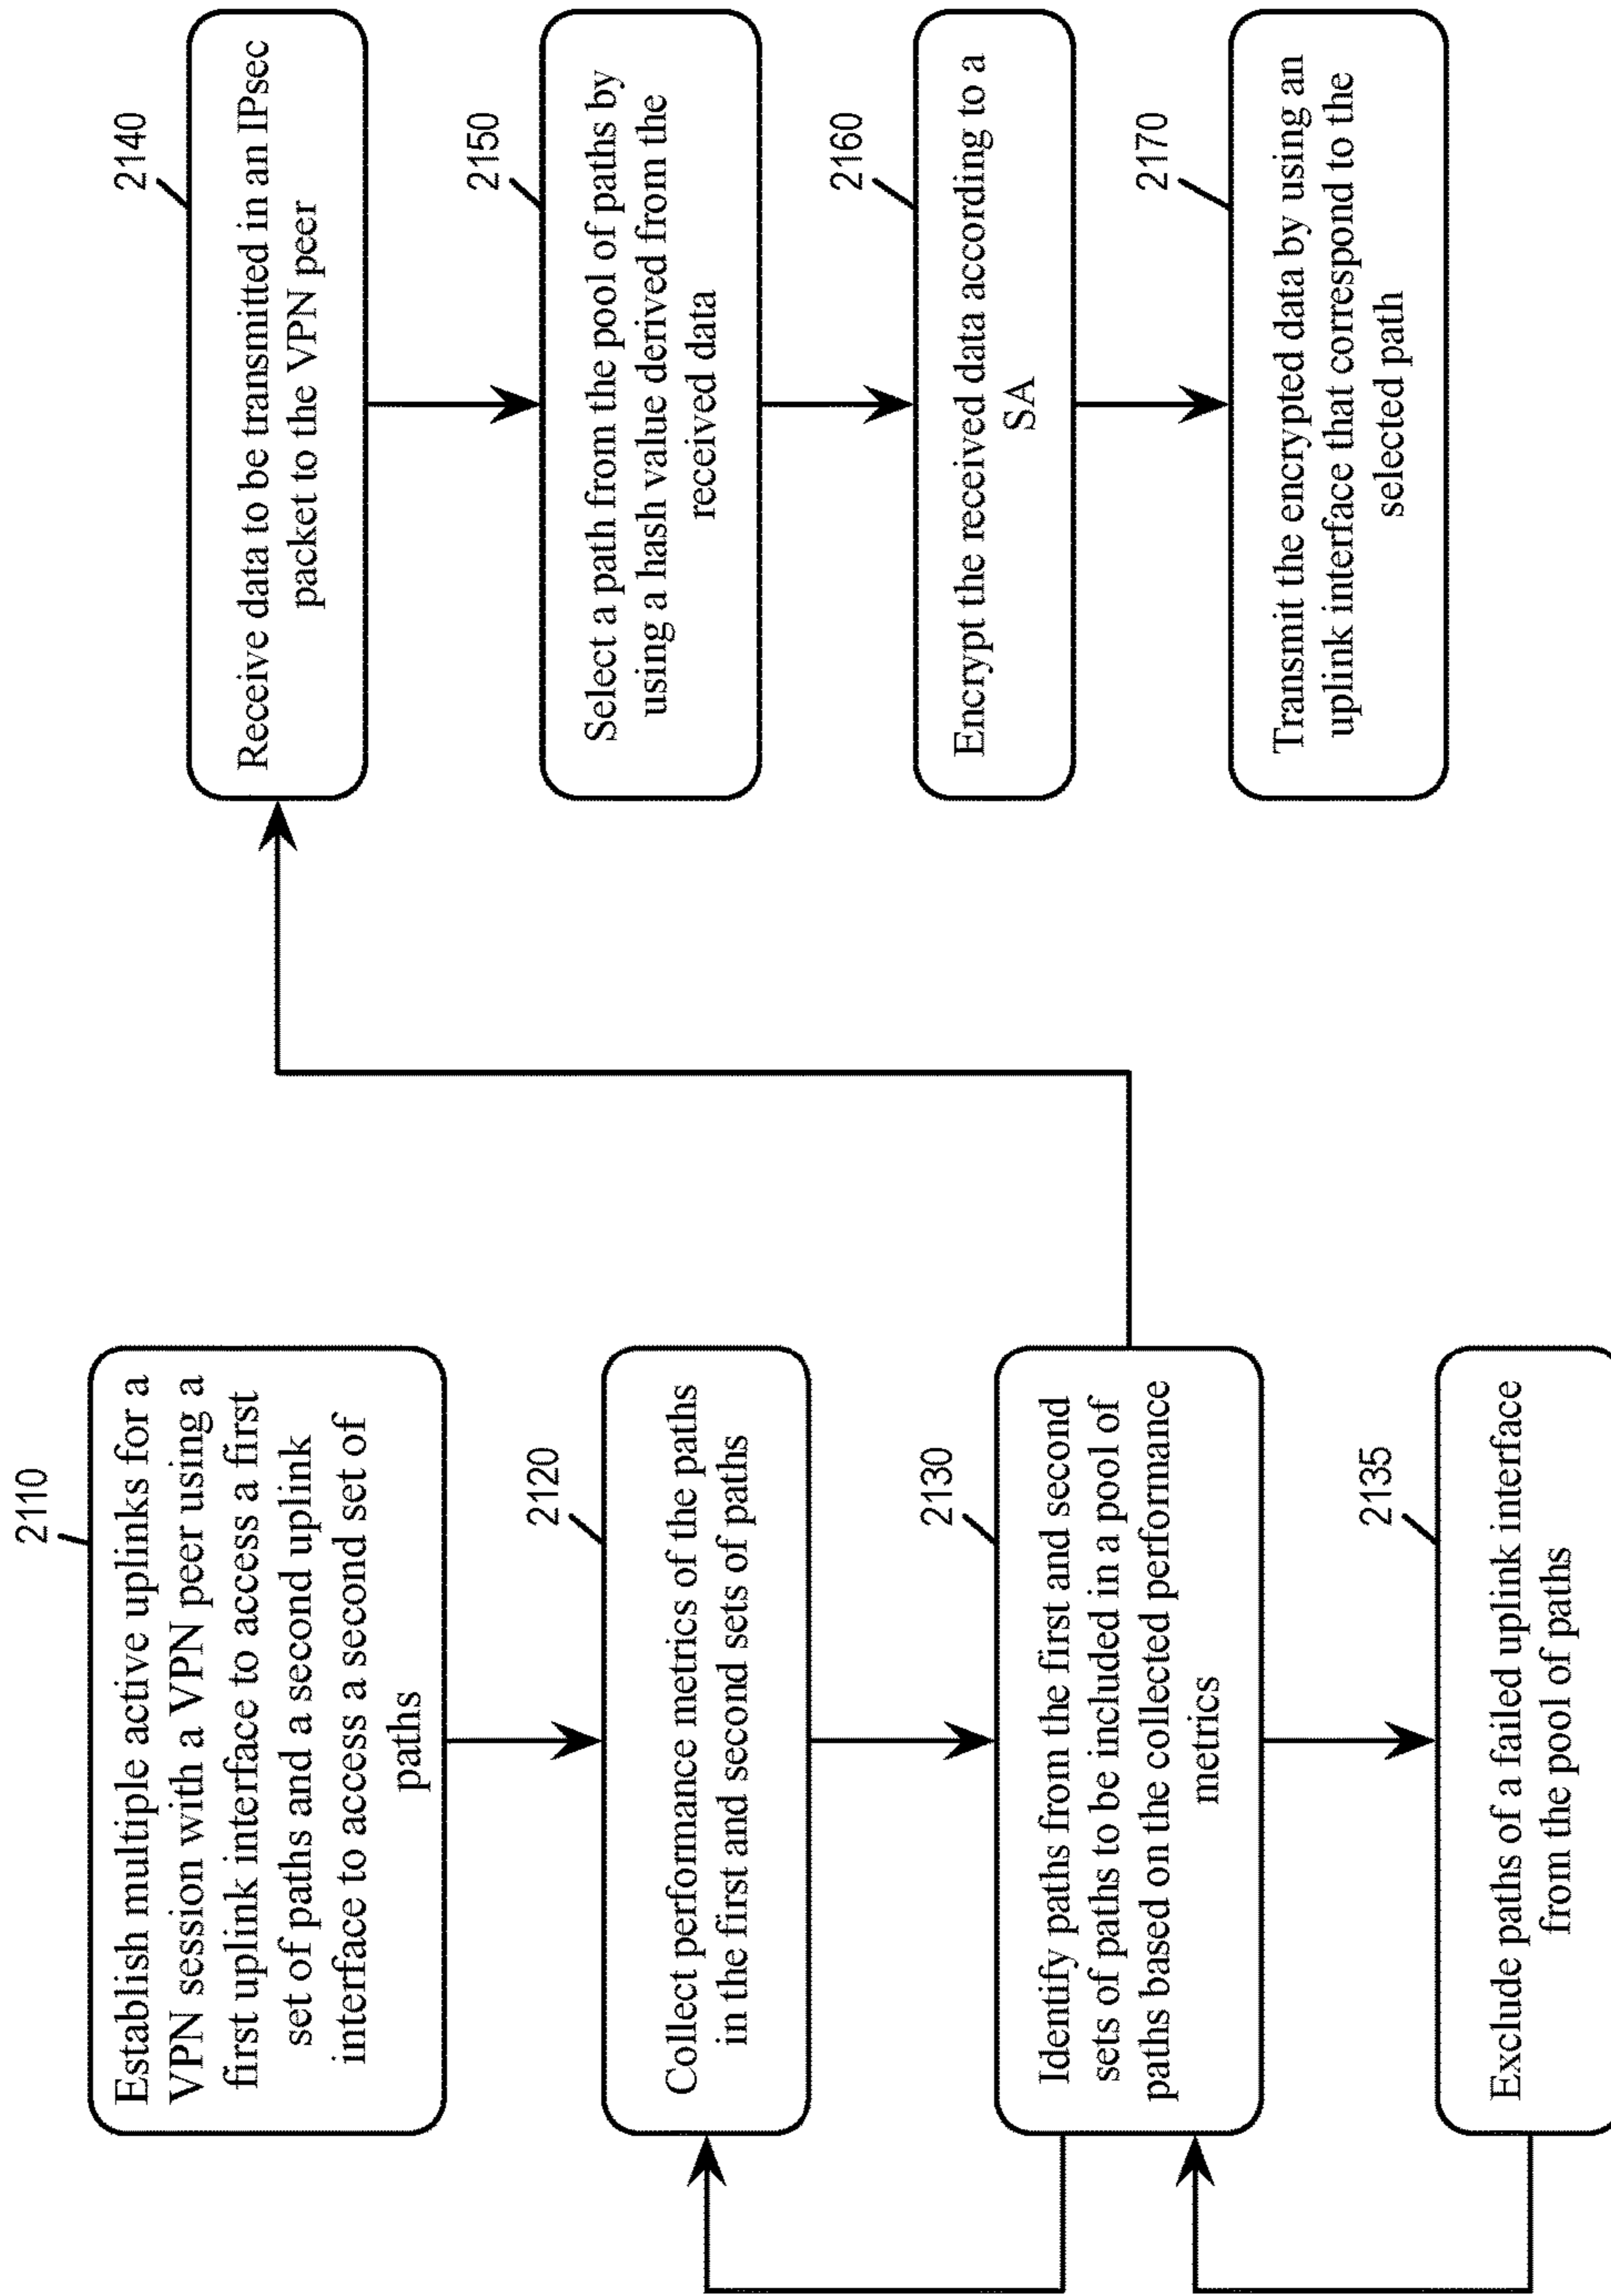 2110
Establish multiple active uplinks for a
VPN session with a VPN peer using a
first uplink interface to access a first
set of paths and a second uplink
interface to access a second set of
paths
2120
Collect performance metrics of the paths
in the first and second sets of paths
2130
Identify paths from the first and second
sets of paths to be included in a pool of
paths based on the collected performance
metrics
2135
Exclude paths of a failed uplink interface
from the pool of paths
2140
Receive data to be transmitted in an IPsec
packet to the VPN peer
2150
Select a path from the pool of paths by
using a hash value derived from the
received data
2160
Encrypt the received data according to a
SA
2170
Transmit the encrypted data by using an
uplink interface that correspond to the
selected path